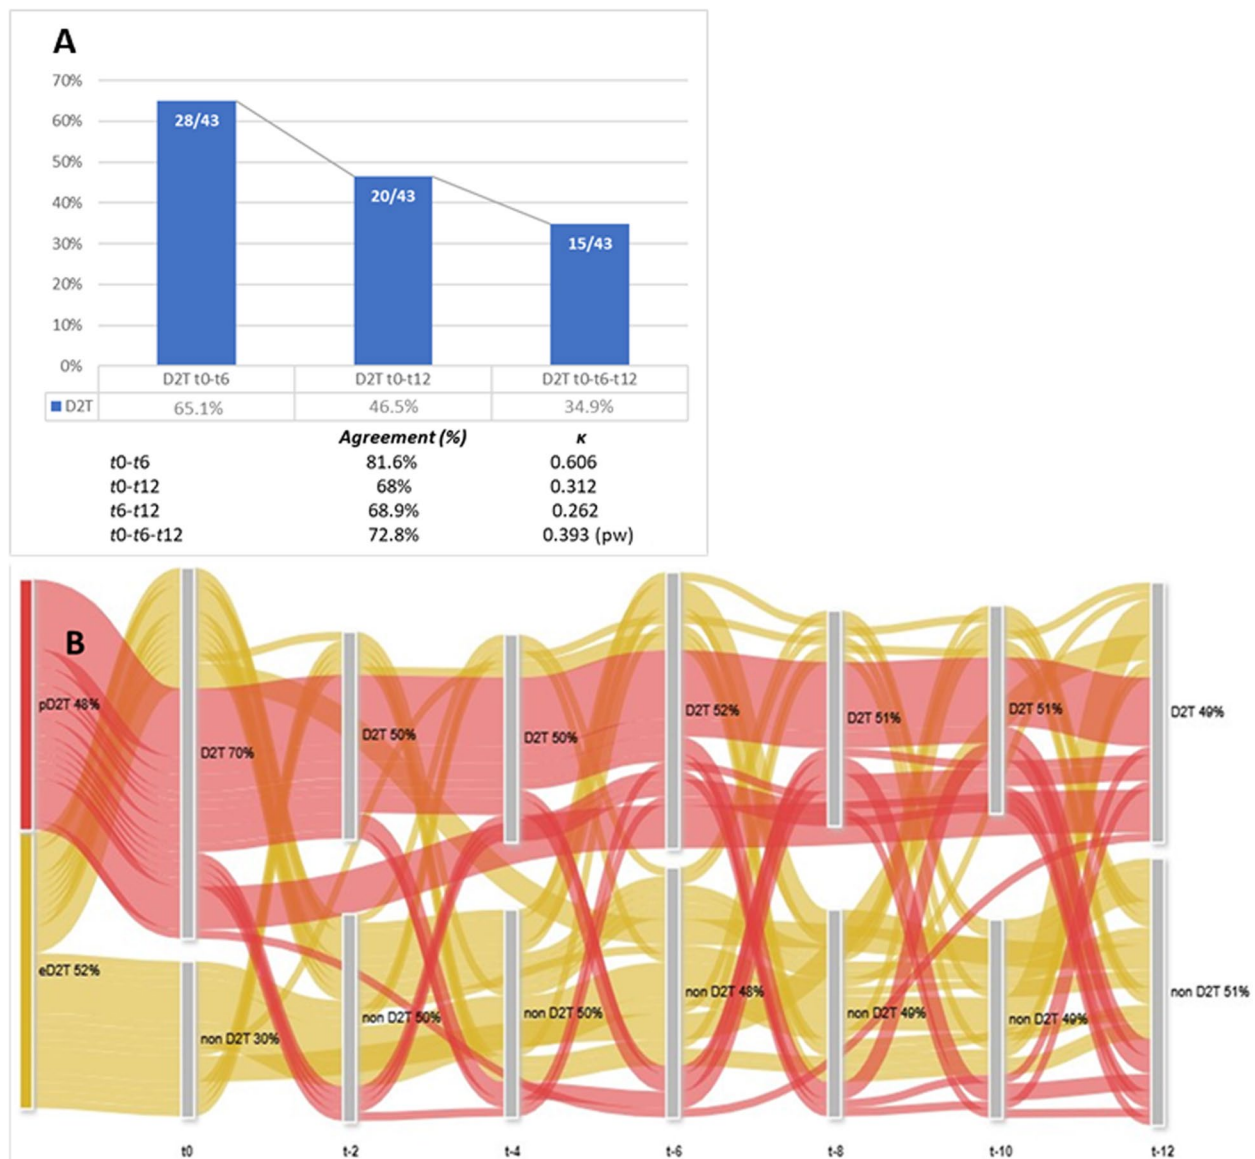 A
70%
60%
50%
40%
30%
20%
10%
0%
28/43
20/43
15/43
D2T t0-t6 D2T t0-t12 D2T t0-t6-t12
D2T 65.1% 46.5% 34.9%
Agreement (%) κ
t0-t6 81.6% 0.606
t0-t12 68% 0.312
t6-t12 68.9% 0.262
t0-t6-t12 72.8% 0.393 (pw)
B
pD2T 48%
D2T 70%
D2T 50%
D2T 50%
D2T 52%
D2T 51%
D2T 51%
D2T 49%
eD2T 52%
non D2T 30%
non D2T 50%
non D2T 50%
non D2T 48%
non D2T 49%
non D2T 49%
non D2T 51%
t0 t-2 t-4 t-6 t-8 t-10 t-12